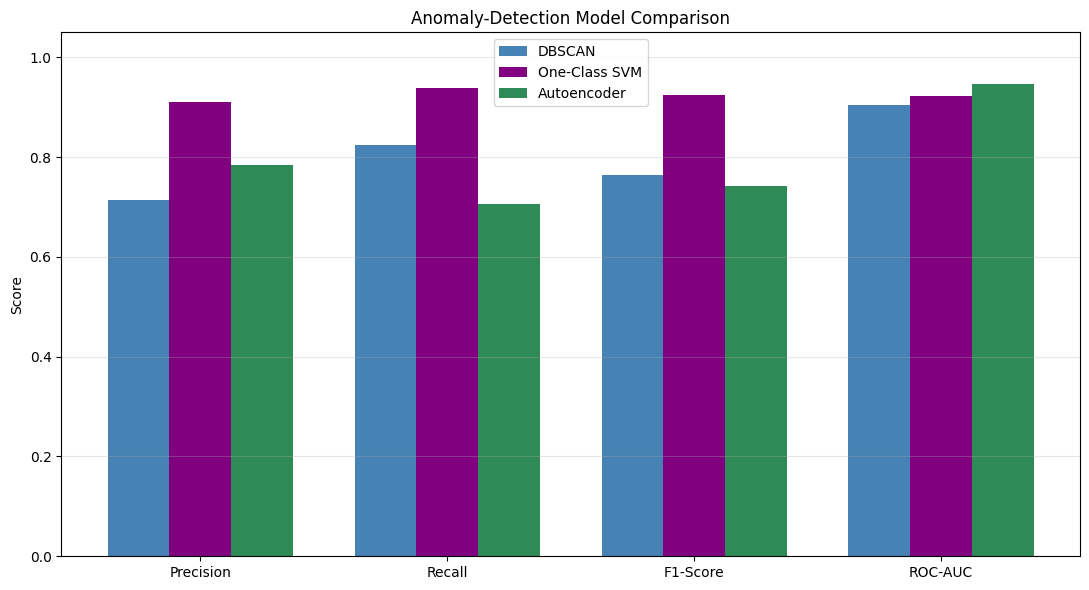 Anomaly-Detection Model Comparison
DBSCAN
One-Class SVM
Autoencoder
Score
1.0
0.8
0.6
0.4
0.2
0.0
Precision Recall F1-Score ROC-AUC